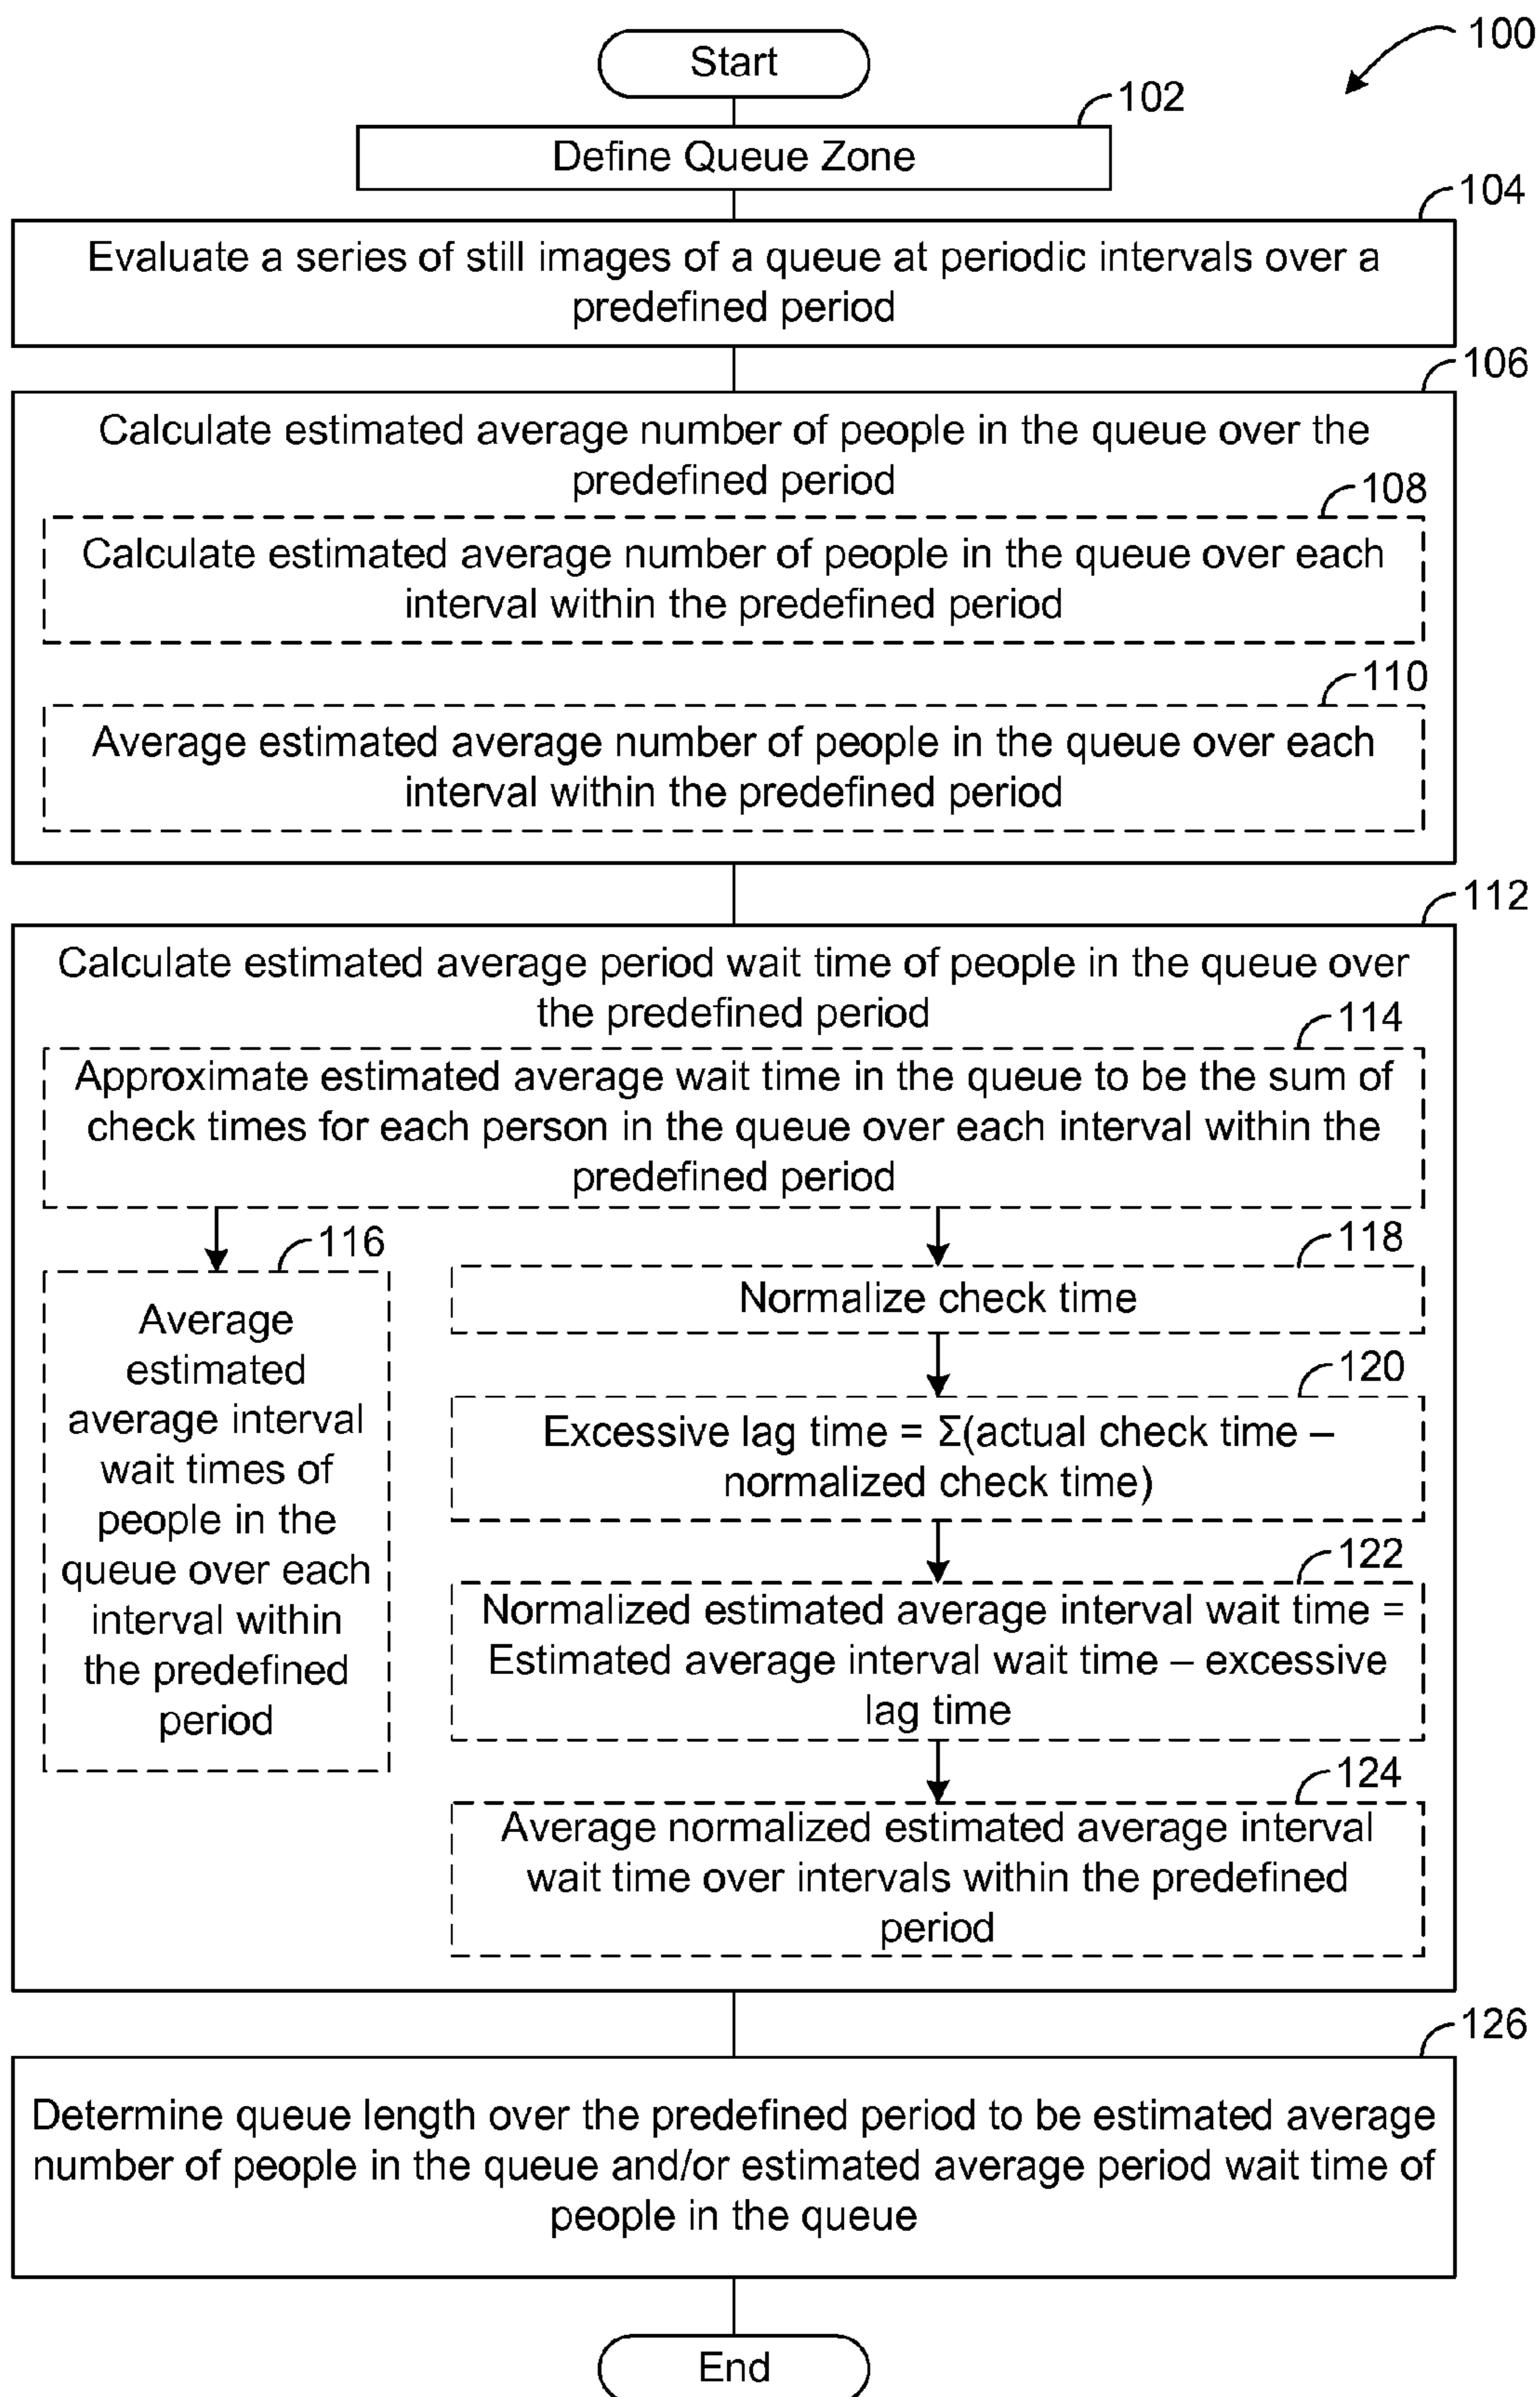 100
Start
102
Define Queue Zone
104
Evaluate a series of still images of a queue at periodic intervals over a
predefined period
106
Calculate estimated average number of people in the queue over the
predefined period
108
Calculate estimated average number of people in the queue over each
interval within the predefined period
110
Average estimated average number of people in the queue over each
interval within the predefined period
112
Calculate estimated average period wait time of people in the queue over
the predefined period
114
Approximate estimated average wait time in the queue to be the sum of
check times for each person in the queue over each interval within the
predefined period
116
Average
estimated
average interval
wait times of
people in the
queue over each
interval within
the predefined
period
118
Normalize check time
120
Excessive lag time = Σ(actual check time –
normalized check time)
122
Normalized estimated average interval wait time =
Estimated average interval wait time – excessive
lag time
124
Average normalized estimated average interval
wait time over intervals within the predefined
period
126
Determine queue length over the predefined period to be estimated average
number of people in the queue and/or estimated average period wait time of
people in the queue
End